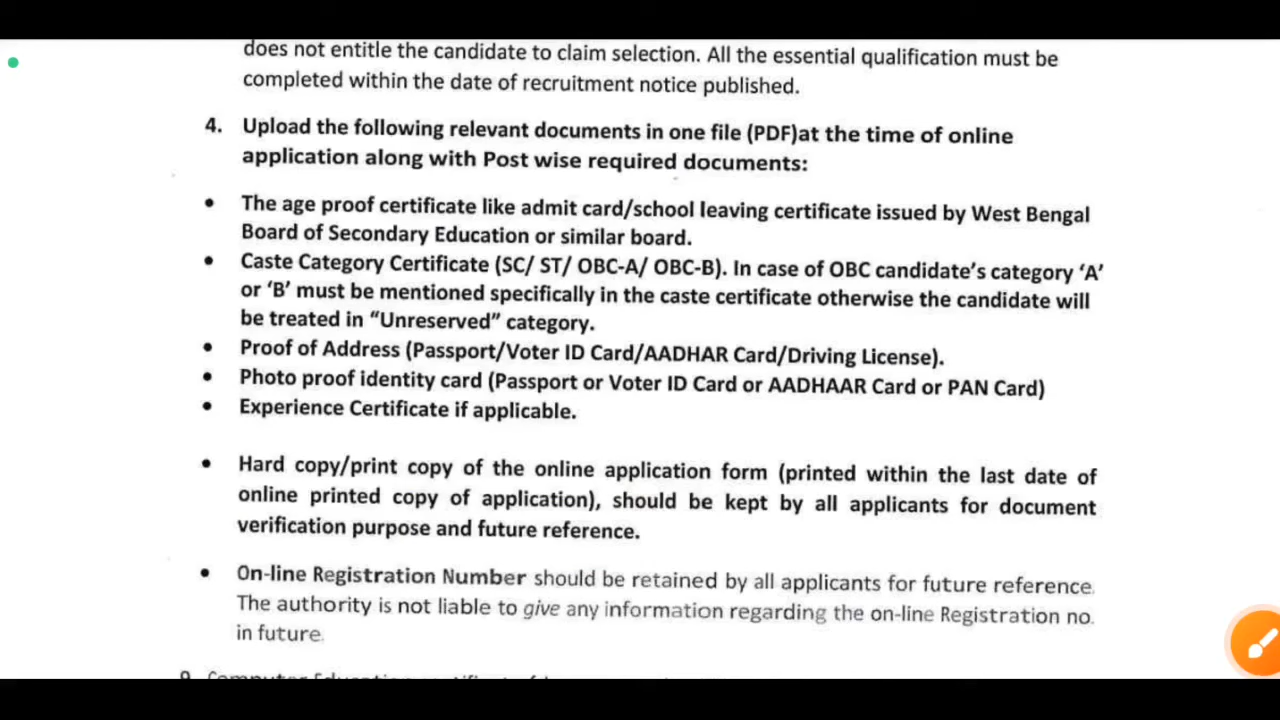 does not entitle the candidate to claim selection. All the essential qualification must be
completed within the date of recruitment notice published.
4. Upload the following relevant documents in one file (PDF)at the time of online
application along with Post wise required documents:
• The age proof certificate like admit card/school leaving certificate issued by West Bengal
Board of Secondary Education or similar board.
• Caste Category Certificate (SC/ ST/ OBC-A/ OBC-B). In case of OBC candidate's category 'A'
or 'B' must be mentioned specifically in the caste certificate otherwise the candidate will
be treated in "Unreserved" category.
• Proof of Address (Passport/Voter ID Card/AADHAR Card/Driving License).
• Photo proof identity card (Passport or Voter ID Card or AADHAAR Card or PAN Card)
• Experience Certificate if applicable.
• Hard copy/print copy of the online application form (printed within the last date of
online printed copy of application), should be kept by all applicants for document
verification purpose and future reference.
• On-line Registration Number should be retained by all applicants for future reference.
The authority is not liable to give any information regarding the on-line Registration no.
in future.
9. Computer Education